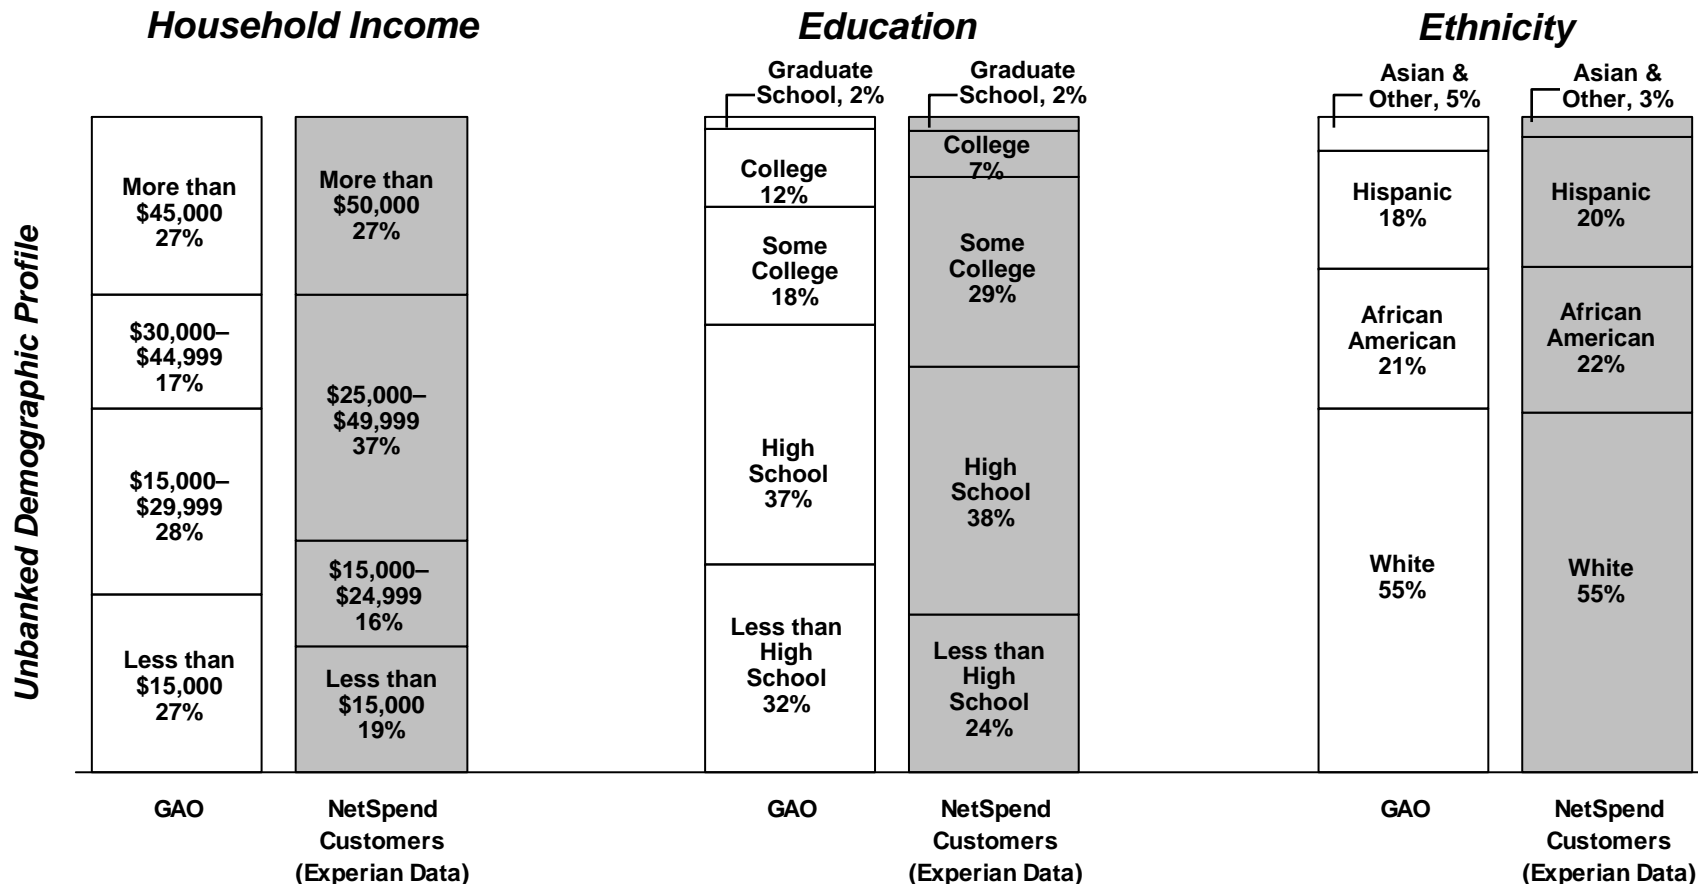 Household Income
Education
Ethnicity
Unbanked Demographic Profile
More than
$45,000
27%
$30,000–
$44,999
17%
$15,000–
$29,999
28%
Less than
$15,000
27%
GAO
More than
$50,000
27%
$25,000–
$49,999
37%
$15,000–
$24,999
16%
Less than
$15,000
19%
NetSpend
Customers
(Experian Data)
Graduate
School, 2%
College
12%
Some
College
18%
High
School
37%
Less than
High
School
32%
GAO
Graduate
School, 2%
College
7%
Some
College
29%
High
School
38%
Less than
High
School
24%
NetSpend
Customers
(Experian Data)
Asian &
Other, 5%
Hispanic
18%
African
American
21%
White
55%
GAO
Asian &
Other, 3%
Hispanic
20%
African
American
22%
White
55%
NetSpend
Customers
(Experian Data)